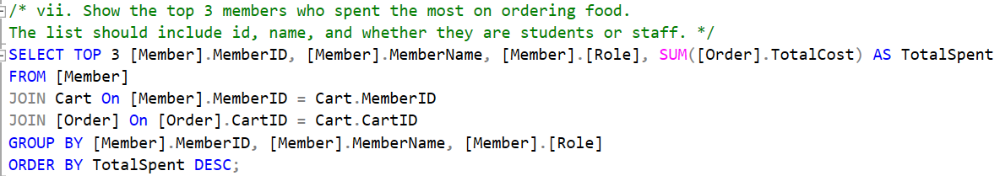 /* vii. Show the top 3 members who spent the most on ordering food.
The list should include id, name, and whether they are students or staff. */
SELECT TOP 3 [Member].MemberID, [Member].MemberName, [Member].[Role], SUM([Order].TotalCost) AS TotalSpent
FROM [Member]
JOIN Cart On [Member].MemberID = Cart.MemberID
JOIN [Order] On [Order].CartID = Cart.CartID
GROUP BY [Member].MemberID, [Member].MemberName, [Member].[Role]
ORDER BY TotalSpent DESC;